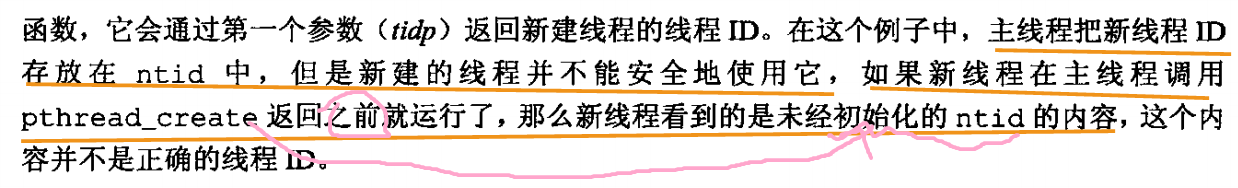 函数，它会通过第一个参数（tidp）返回新建线程的线程 ID。在这个例子中，主线程把新线程 ID
存放在 ntid 中，但是新建的线程并不能安全地使用它，如果新线程在主线程调用
pthread_create 返回之前就运行了，那么新线程看到的是未经初始化的 ntid 的内容，这个内
容并不是正确的线程 ID。